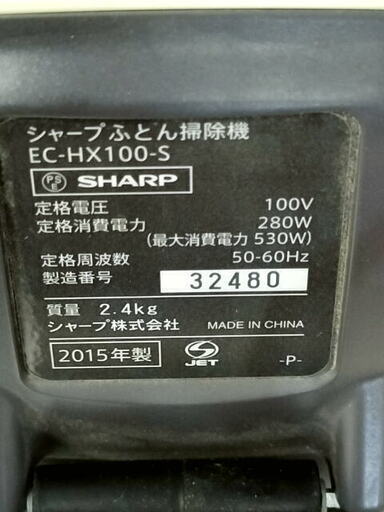 シャープふとん掃除機
EC-HX100-S
PS E SHARP
定格電圧 100V
定格消費電力 280W
(最大消費電力 530W)
定格周波数 50-60Hz
製造番号 32480
質量 2.4kg
シャープ株式会社 MADE IN CHINA
2015年製 JET -P-